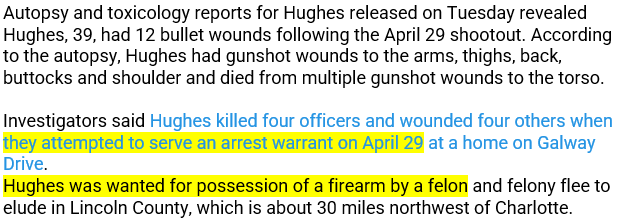 Autopsy and toxicology reports for Hughes released on Tuesday revealed
Hughes, 39, had 12 bullet wounds following the April 29 shootout. According
to the autopsy, Hughes had gunshot wounds to the arms, thighs, back,
buttocks and shoulder and died from multiple gunshot wounds to the torso.
Investigators said Hughes killed four officers and wounded four others when
they attempted to serve an arrest warrant on April 29 at a home on Galway
Drive.
Hughes was wanted for possession of a firearm by a felon and felony flee to
elude in Lincoln County, which is about 30 miles northwest of Charlotte.